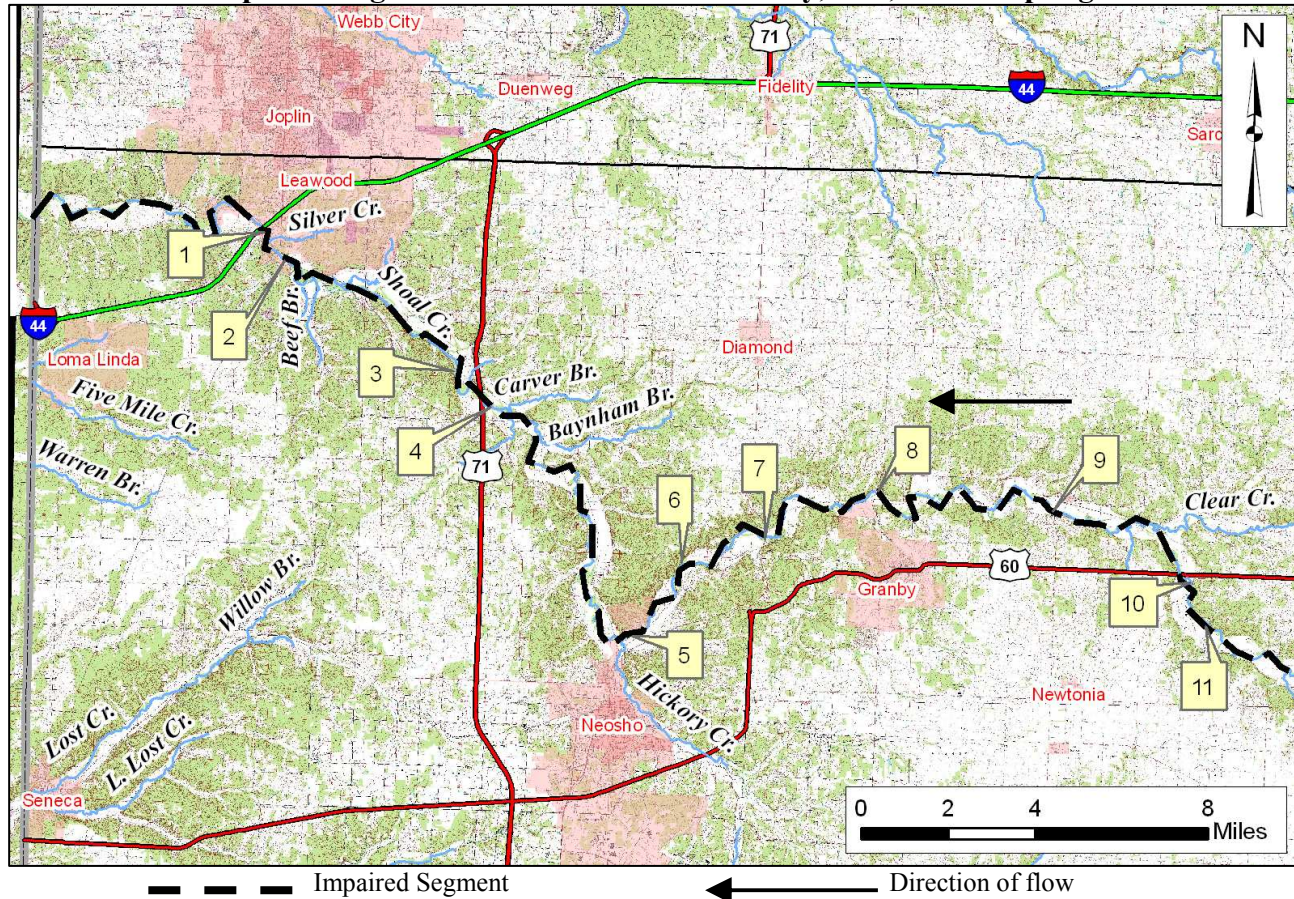 Webb City
71
N
Duenweg
Fidelity
44
Joplin
Sarc
Leawood
Silver Cr.
1
Shoal Cr.
2
Beef Br.
44
Loma Linda
Diamond
3
Carver Br.
Five Mile Cr.
Baynham Br.
4
Warren Br.
71
7
8
9
6
Clear Cr.
60
Willow Br.
Granby
10
5
11
Hickory Cr.
Newtonia
Neosho
Lost Cr.
L. Lost Cr.
Seneca
0 2 4 8
Miles
Impaired Segment
Direction of flow